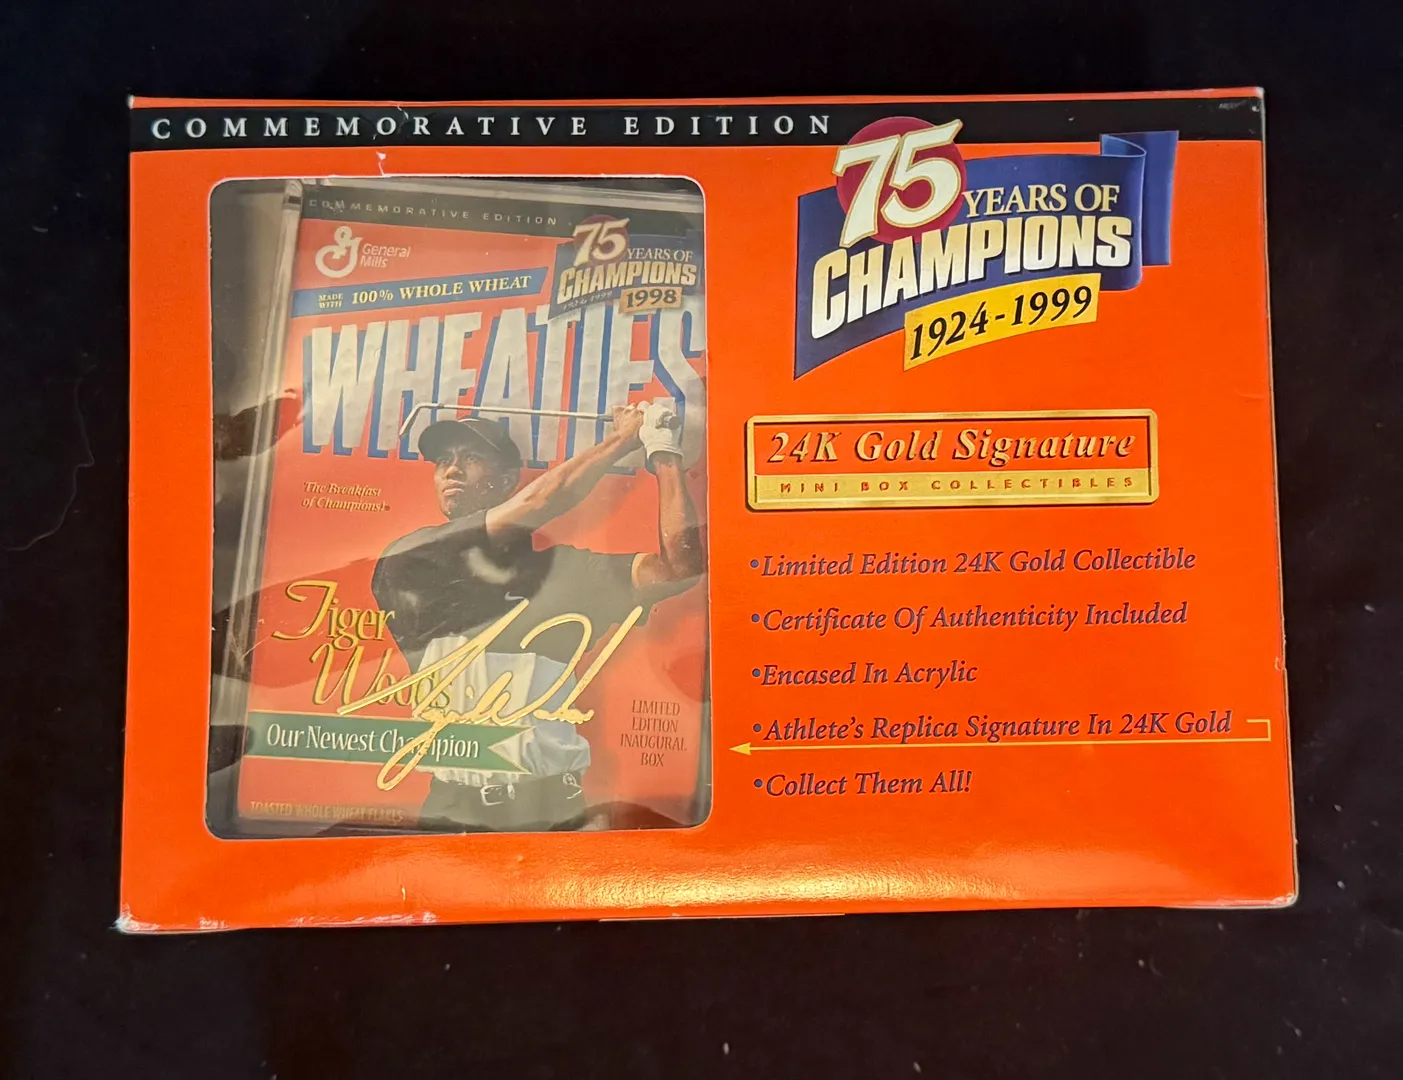 COMMEMORATIVE EDITION
75
YEARS OF
CHAMPIONS
1924-1999
COMMEMORATIVE EDITION
General
Mills
75
YEARS OF
CHAMPIONS
1924-1999
1998
MADE
WITH
100% WHOLE WHEAT
WHEATIES
"The Breakfast
of Champions"
Tiger
Woods
Our Newest Champion
LIMITED
EDITION
INAUGURAL
BOX
TOASTED WHOLE WHEAT FLAKES
24K Gold Signature
MINI BOX COLLECTIBLES
•Limited Edition 24K Gold Collectible
•Certificate Of Authenticity Included
•Encased In Acrylic
•Athlete's Replica Signature In 24K Gold
•Collect Them All!